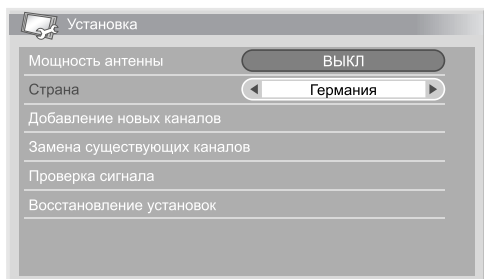 Установка
Мощность антенны ВЫКЛ
Страна Германия
Добавление новых каналов
Замена существующих каналов
Проверка сигнала
Восстановление установок